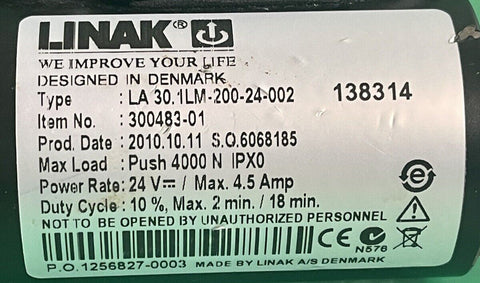 LINAK®
WE IMPROVE YOUR LIFE
DESIGNED IN DENMARK
Type : LA 30.1LM-200-24-002 138314
Item No. : 300483-01
Prod. Date : 2010.10.11 S.O.6068185
Max Load : Push 4000 N IPX0
Power Rate: 24 V⎓ / Max. 4.5 Amp
Duty Cycle : 10 %, Max. 2 min. / 18 min.
NOT TO BE OPENED BY UNAUTHORIZED PERSONNEL
CE N576
P.O.1256827-0003 MADE BY LINAK A/S DENMARK